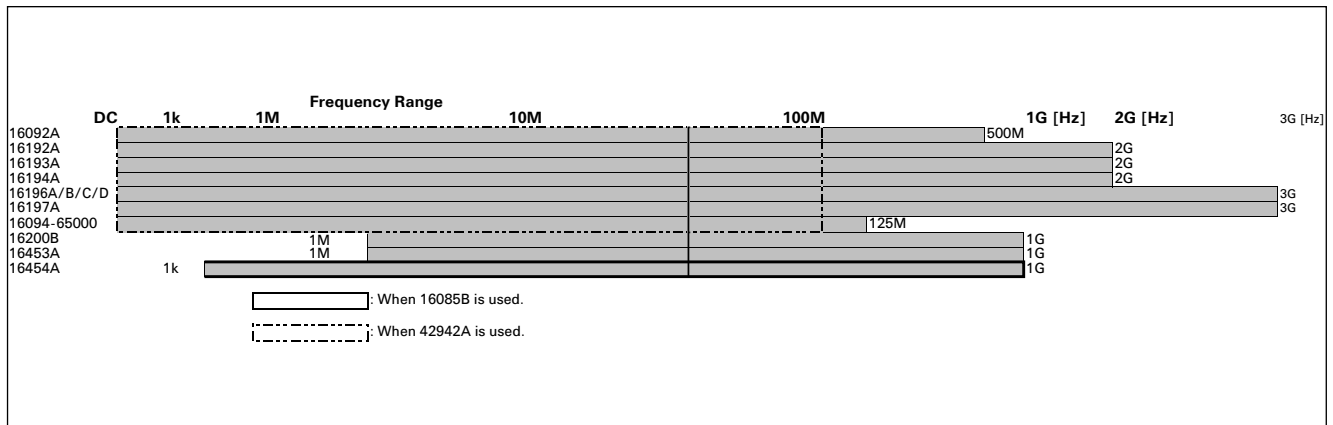 Frequency Range
DC 1k 1M 10M 100M 1G [Hz] 2G [Hz] 3G [Hz]
16092A 500M
16192A 2G
16193A 2G
16194A 2G
16196A/B/C/D 3G
16197A 3G
16094-65000 125M
16200B 1M 1G
16453A 1M 1G
16454A 1k 1G
: When 16085B is used.
: When 42942A is used.